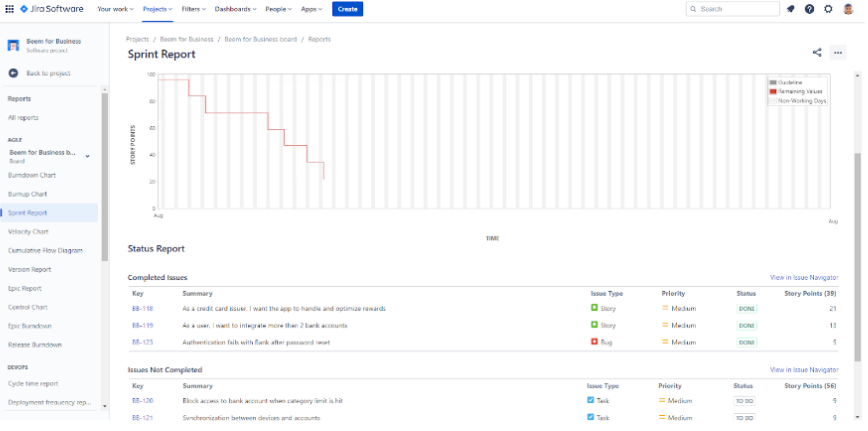 Jira Software Your work Projects Filters Dashboards People Apps Create Search
Beem for Business
Software project
Back to project
Reports
All reports
AGILE
Beem for Business b...
Board
Burndown Chart
Burnup Chart
Sprint Report
Velocity Chart
Cumulative Flow Diagram
Version Report
Epic Report
Control Chart
Epic Burndown
Release Burndown
DEVOPS
Cycle time report
Deployment frequency rep...
Projects / Beem for Business / Beem for Business board / Reports
Sprint Report
100
80
60
40
20
0
STORY POINTS
Guideline
Remaining Values
Non-Working Days
Aug
Aug
TIME
Status Report
Completed Issues View in Issue Navigator
Key Summary Issue Type Priority Status Story Points (39)
BB-118 As a credit card issuer, I want the app to handle and optimize rewards Story Medium DONE 21
BB-119 As a user, I want to integrate more than 2 bank accounts Story Medium DONE 13
BB-123 Authentication fails with Bank after password reset Bug Medium DONE 5
Issues Not Completed View in Issue Navigator
Key Summary Issue Type Priority Status Story Points (56)
BB-120 Block access to bank account when category limit is hit Task Medium TO DO 9
BB-121 Synchronization between devices and accounts Task Medium TO DO 9